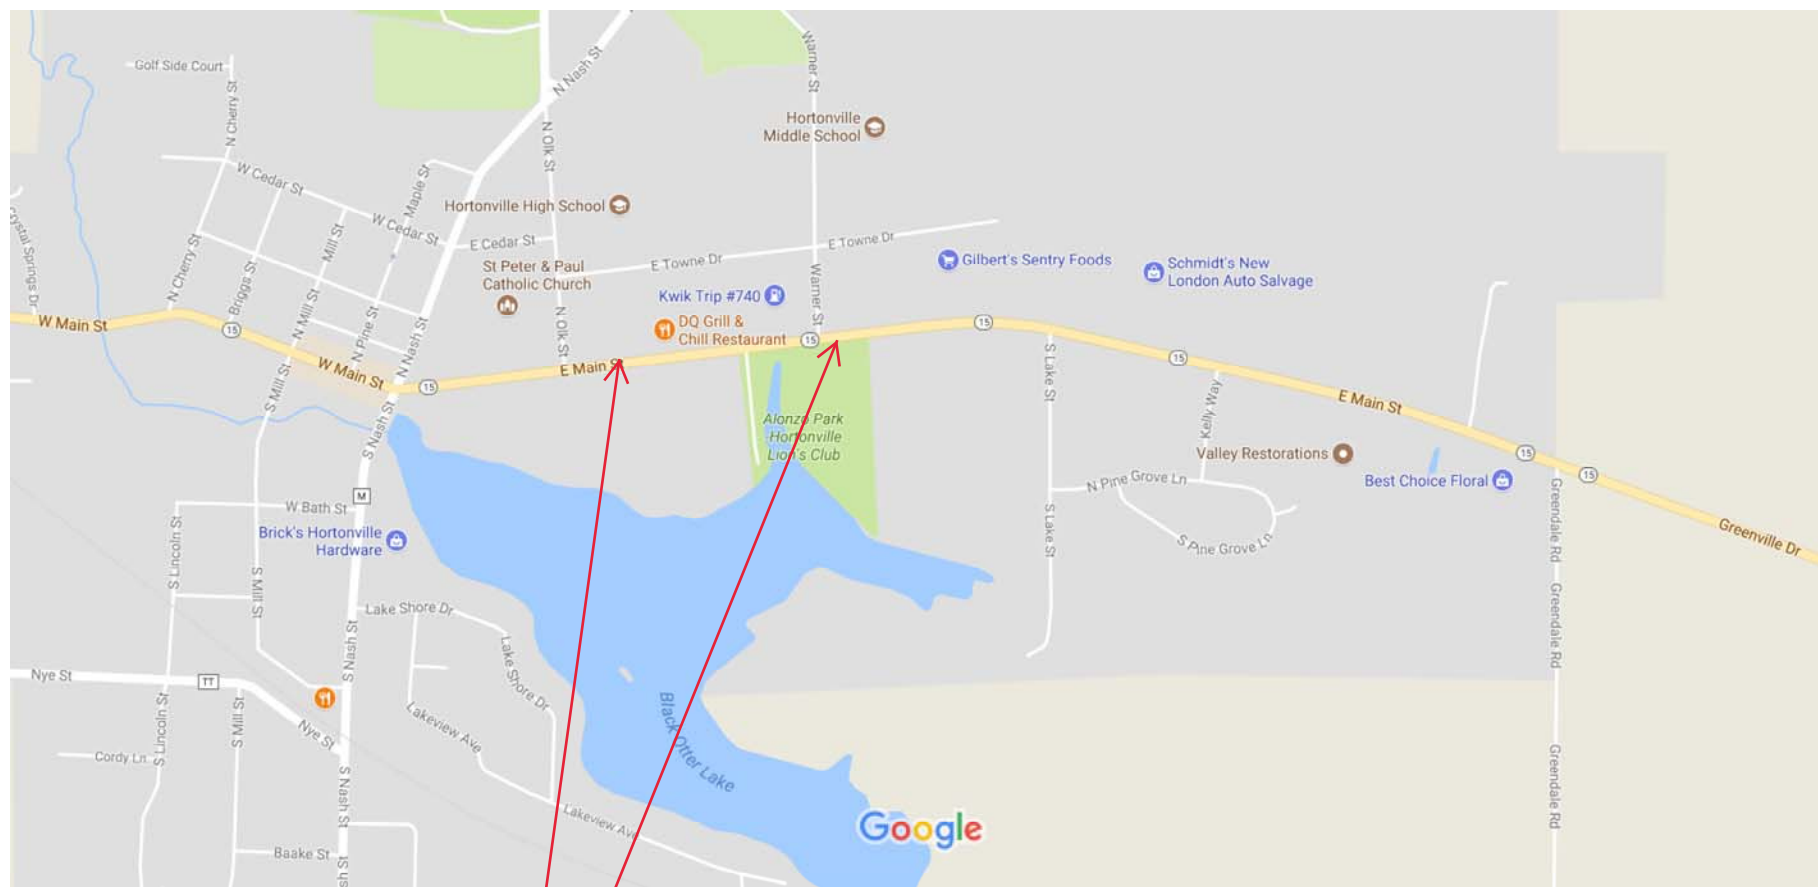 Golf Side Court
N Cherry St
N Nash St
Warner St
Hortonville
Middle School
N Olk St
W Cedar St
Maple St
Hortonville High School
Crystal Springs Dr
Mill St
W Cedar St
E Cedar St
E Towne Dr
E Towne Dr
St Peter & Paul
Catholic Church
Gilbert's Sentry Foods
Schmidt's New
London Auto Salvage
N Cherry St
Briggs St
N Mill St
Kwik Trip #740
Warner St
W Main St
15
N Pine St
N Nash St
N Olk St
DQ Grill &
Chill Restaurant
15
15
15
W Main St
15
E Main St
S Mill St
S Nash St
S Lake St
Kelly Way
E Main St
Alonzo Park
Hortonville
Lion's Club
Valley Restorations
15
15
Best Choice Floral
N Pine Grove Ln
M
W Bath St
Brick's Hortonville
Hardware
S Lincoln St
S Lake St
S Pine Grove Ln
Greendale Rd
Greenville Dr
S Mill St
Lake Shore Dr
Greendale Rd
S Nash St
Lake Shore Dr
Nye St
TT
S Lincoln St
S Mill St
Nye St
Lakeview Ave
Black Otter Lake
Cordy Ln
S Nash St
Lakeview Ave
Greendale Rd
Google
Baake St
S Nash St